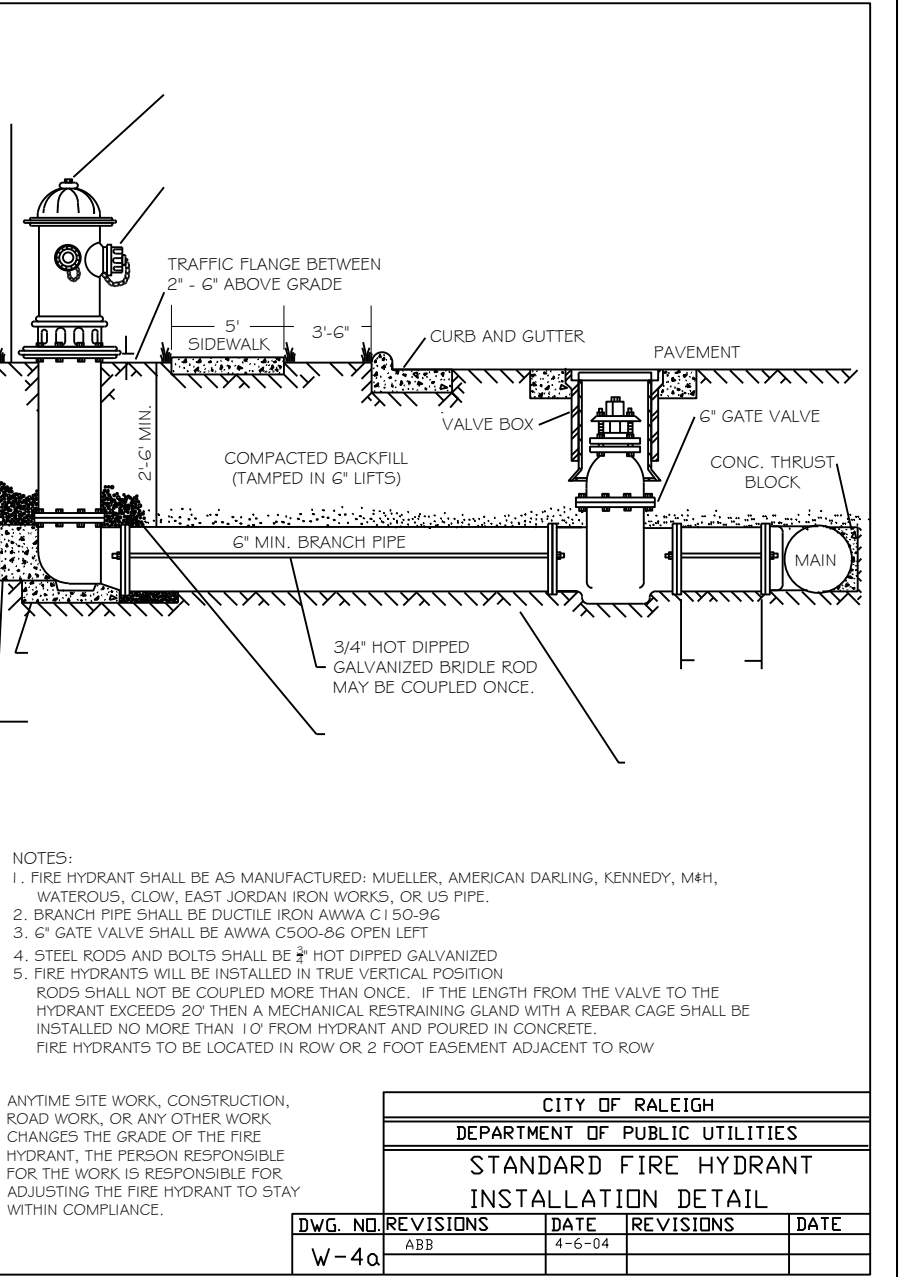 TRAFFIC FLANGE BETWEEN
2" - 6" ABOVE GRADE
5'
SIDEWALK
3'-6"
CURB AND GUTTER
PAVEMENT
VALVE BOX
6" GATE VALVE
2'-6' MIN.
COMPACTED BACKFILL
(TAMPED IN 6" LIFTS)
CONC. THRUST
BLOCK
6" MIN. BRANCH PIPE
MAIN
3/4" HOT DIPPED
GALVANIZED BRIDLE ROD
MAY BE COUPLED ONCE.
NOTES:
1. FIRE HYDRANT SHALL BE AS MANUFACTURED: MUELLER, AMERICAN DARLING, KENNEDY, M&H,
WATEROUS, CLOW, EAST JORDAN IRON WORKS, OR US PIPE.
2. BRANCH PIPE SHALL BE DUCTILE IRON AWWA C150-96
3. 6" GATE VALVE SHALL BE AWWA C500-86 OPEN LEFT
4. STEEL RODS AND BOLTS SHALL BE 3/4" HOT DIPPED GALVANIZED
5. FIRE HYDRANTS WILL BE INSTALLED IN TRUE VERTICAL POSITION
RODS SHALL NOT BE COUPLED MORE THAN ONCE. IF THE LENGTH FROM THE VALVE TO THE
HYDRANT EXCEEDS 20' THEN A MECHANICAL RESTRAINING GLAND WITH A REBAR CAGE SHALL BE
INSTALLED NO MORE THAN 10' FROM HYDRANT AND POURED IN CONCRETE.
FIRE HYDRANTS TO BE LOCATED IN ROW OR 2 FOOT EASEMENT ADJACENT TO ROW
ANYTIME SITE WORK, CONSTRUCTION,
ROAD WORK, OR ANY OTHER WORK
CHANGES THE GRADE OF THE FIRE
HYDRANT, THE PERSON RESPONSIBLE
FOR THE WORK IS RESPONSIBLE FOR
ADJUSTING THE FIRE HYDRANT TO STAY
WITHIN COMPLIANCE.
CITY OF RALEIGH
DEPARTMENT OF PUBLIC UTILITIES
STANDARD FIRE HYDRANT
INSTALLATION DETAIL
DWG. NO. REVISIONS DATE REVISIONS DATE
W-4a ABB 4-6-04